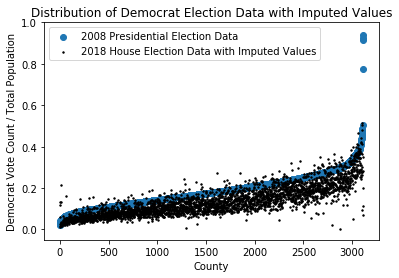 Distribution of Democrat Election Data with Imputed Values
2008 Presidential Election Data
2018 House Election Data with Imputed Values
Democrat Vote Count / Total Population
1.0
0.8
0.6
0.4
0.2
0.0
0 500 1000 1500 2000 2500 3000
County